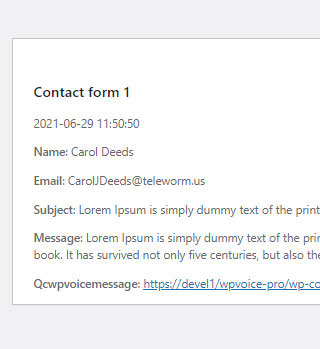 Contact form 1
2021-06-29 11:50:50
Name: Carol Deeds
Email: CarolJDeeds@teleworm.us
Subject: Lorem Ipsum is simply dummy text of the print
Message: Lorem Ipsum is simply dummy text of the prin
book. It has survived not only five centuries, but also the
Qcwpvoicemessage: https://devel1/wpvoice-pro/wp-co